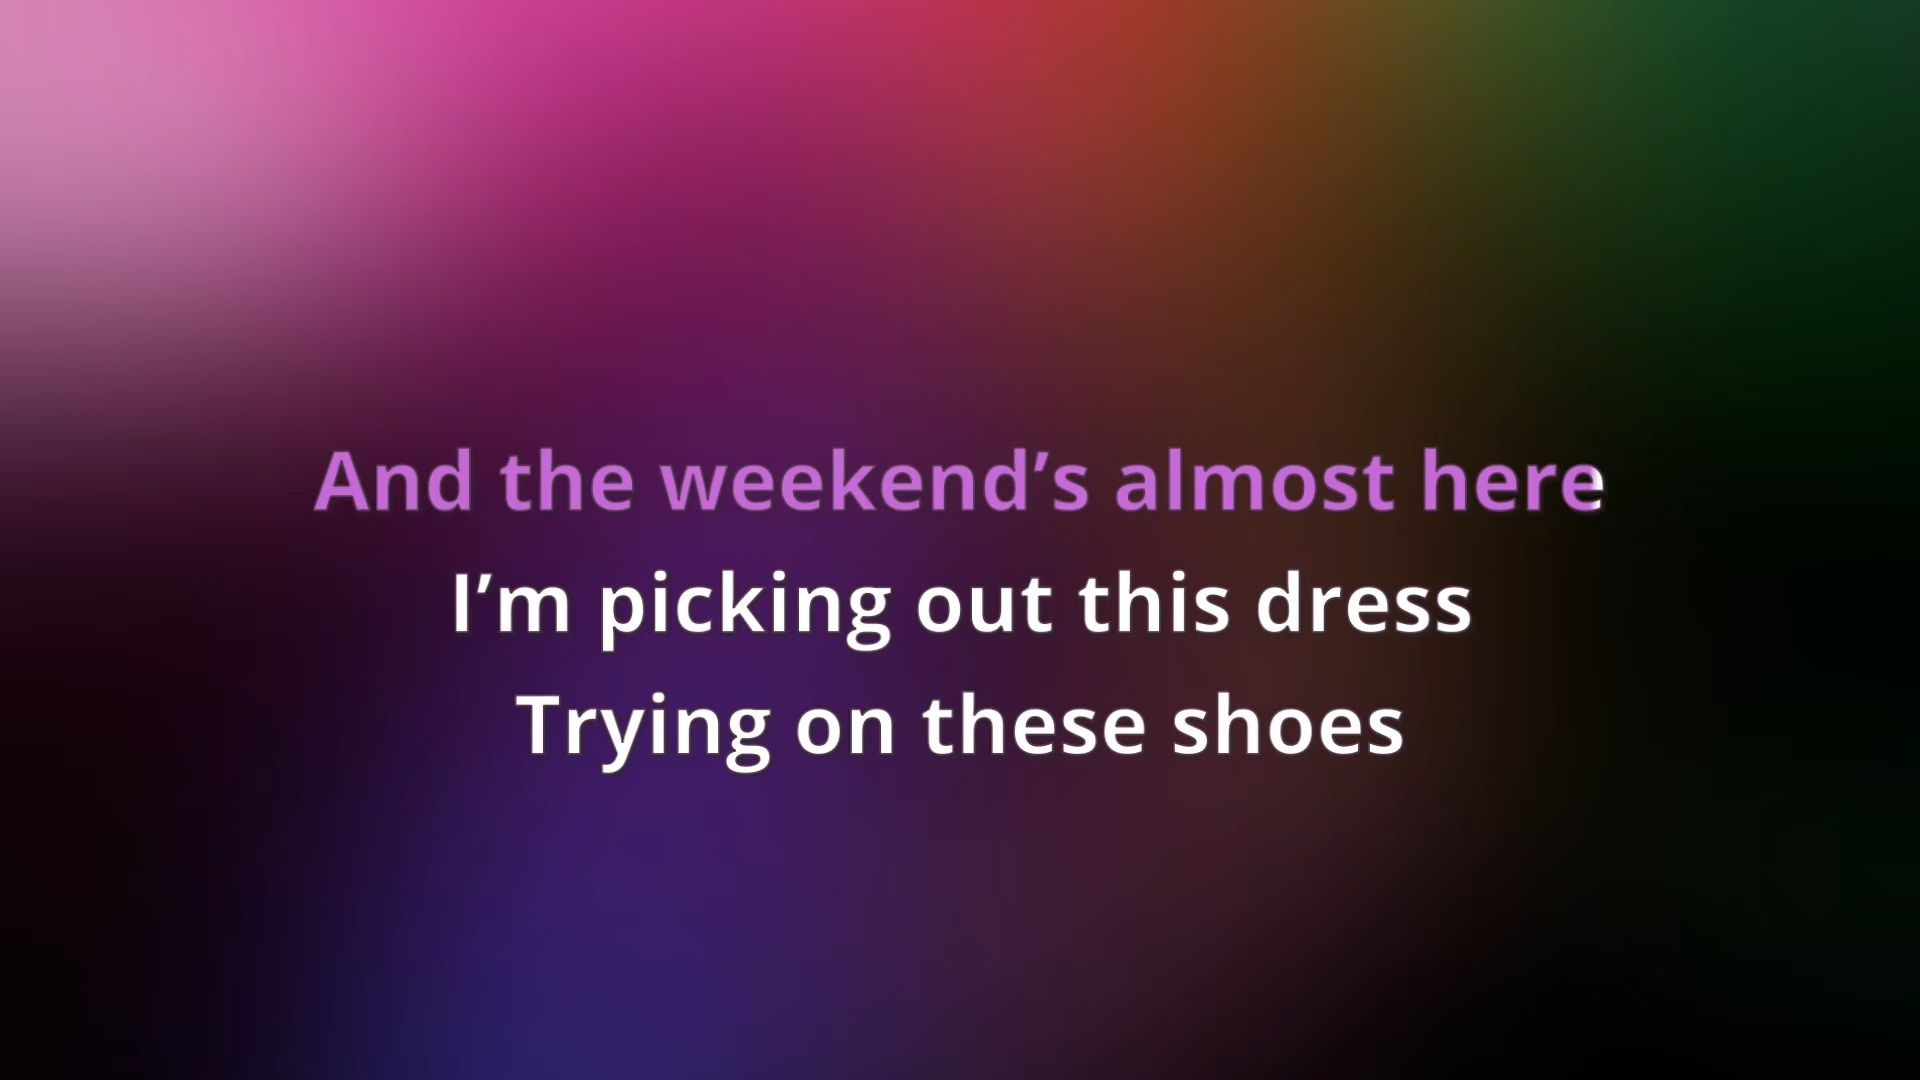 And the weekend’s almost here
I’m picking out this dress
Trying on these shoes